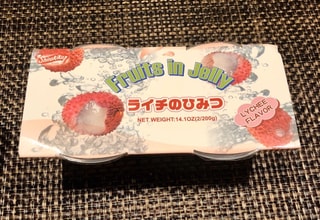 Fruits in Jelly
ライチのひみつ
NET WEIGHT:14.1OZ(2/200g)
LYCHEE
FLAVOR